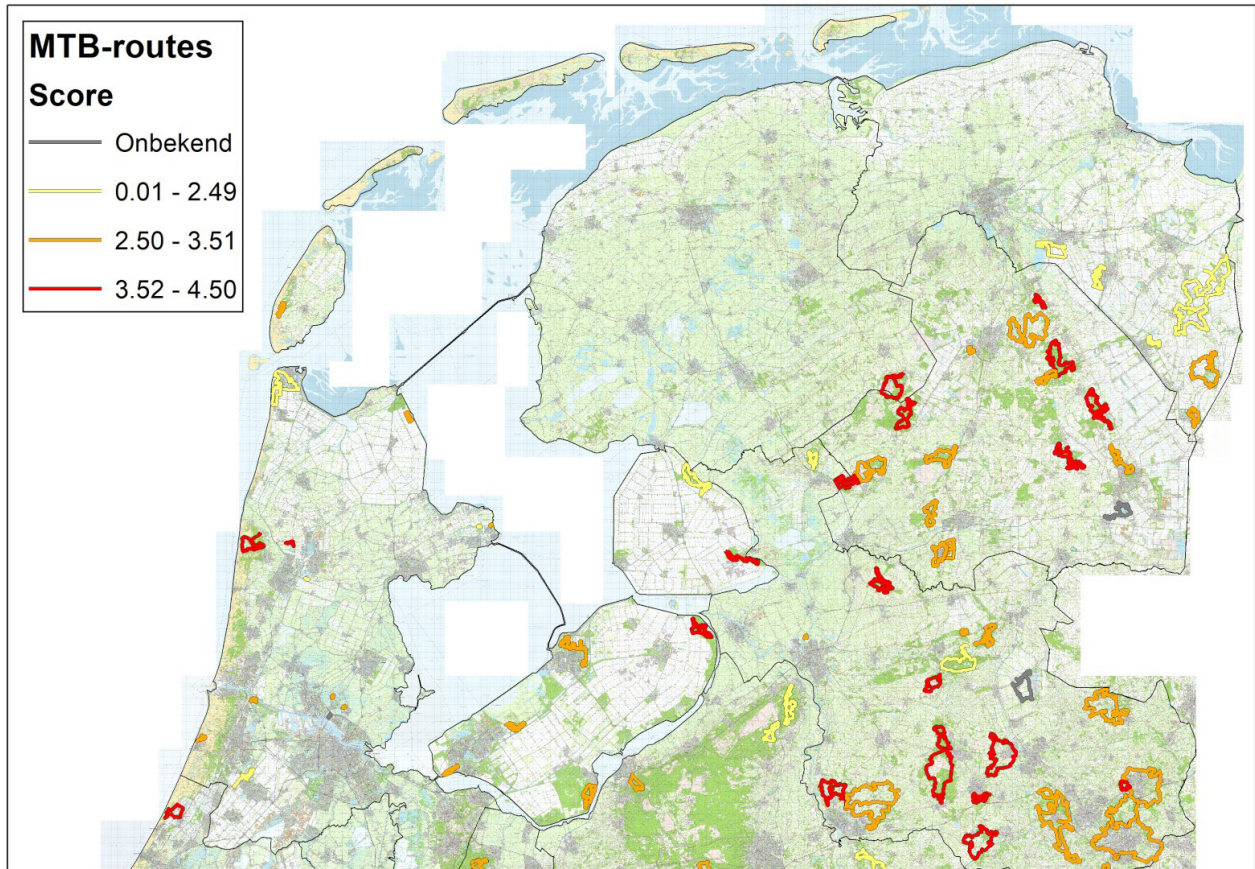 MTB-routes
Score
Onbekend
0.01 - 2.49
2.50 - 3.51
3.52 - 4.50